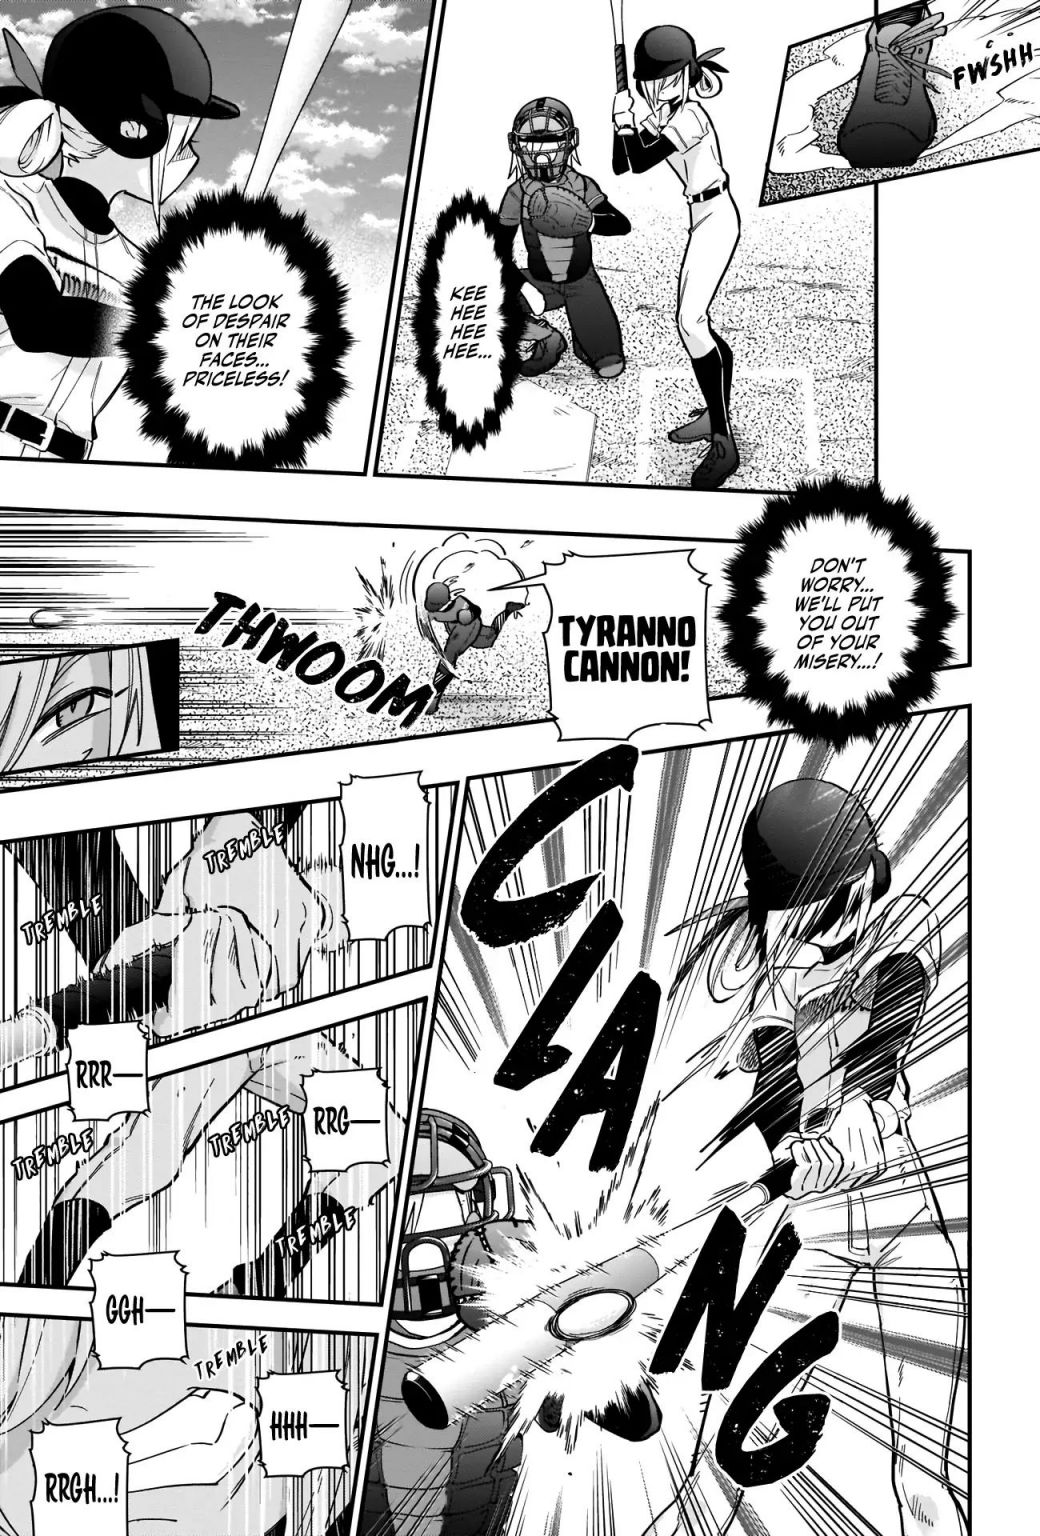 FWSHH
KEE
HEE
HEE
HEE...
THE LOOK
OF DESPAIR
ON THEIR
FACES...
PRICELESS!
DON'T
WORRY...
WE'LL PUT
YOU OUT
OF YOUR
MISERY...!
TYRANNO
CANNON!
THWOOM
CLANG
NHG...!
TREMBLE
TREMBLE
RRR—
RRG—
TREMBLE
TREMBLE
TREMBLE
GGH—
TREMBLE
HHH—
RRGH...!